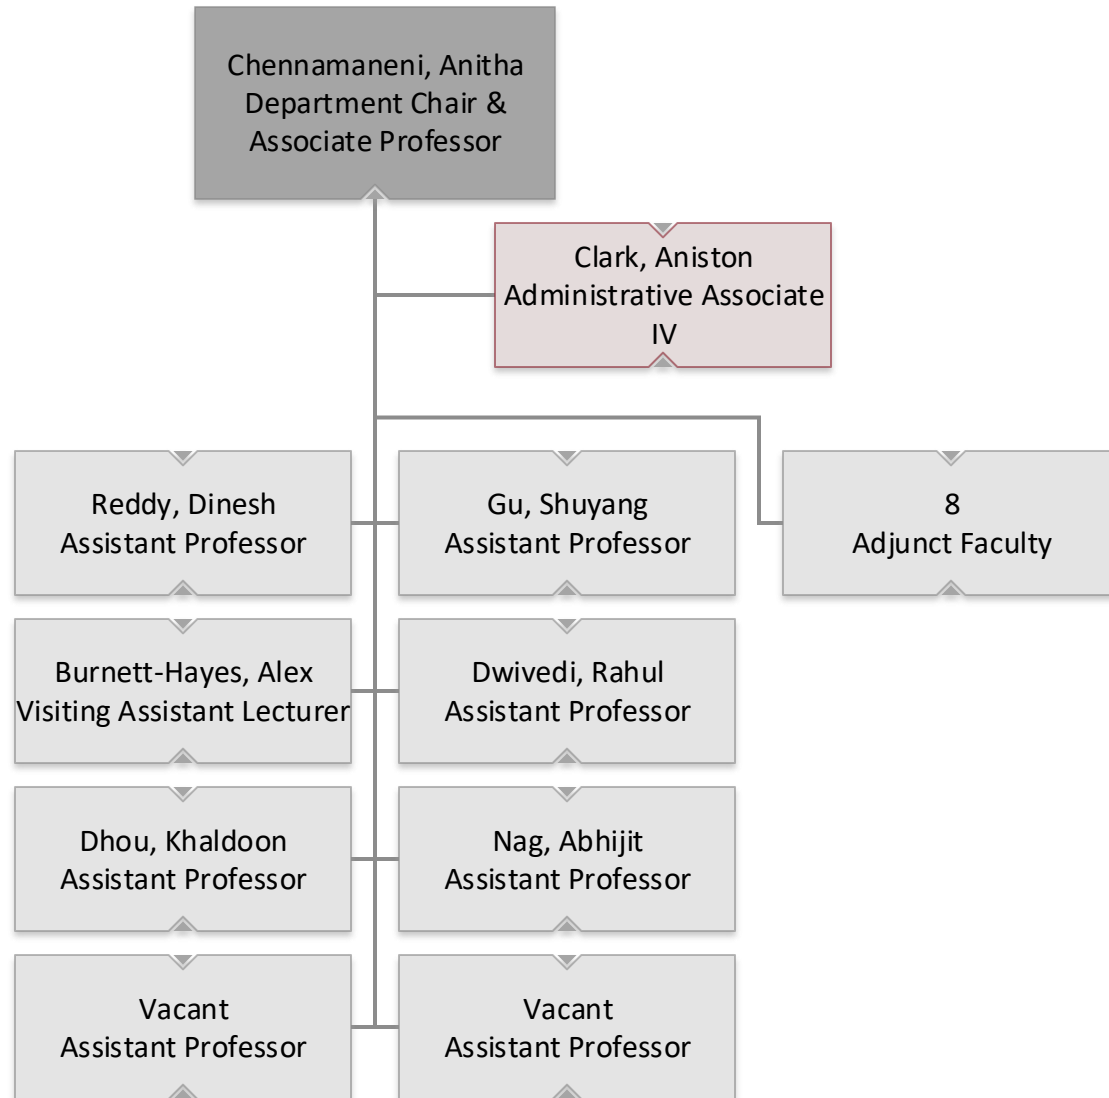 Chennamaneni, Anitha
Department Chair &
Associate Professor
Clark, Aniston
Administrative Associate
IV
Reddy, Dinesh
Assistant Professor
Gu, Shuyang
Assistant Professor
8
Adjunct Faculty
Burnett-Hayes, Alex
Visiting Assistant Lecturer
Dwivedi, Rahul
Assistant Professor
Dhou, Khaldoon
Assistant Professor
Nag, Abhijit
Assistant Professor
Vacant
Assistant Professor
Vacant
Assistant Professor